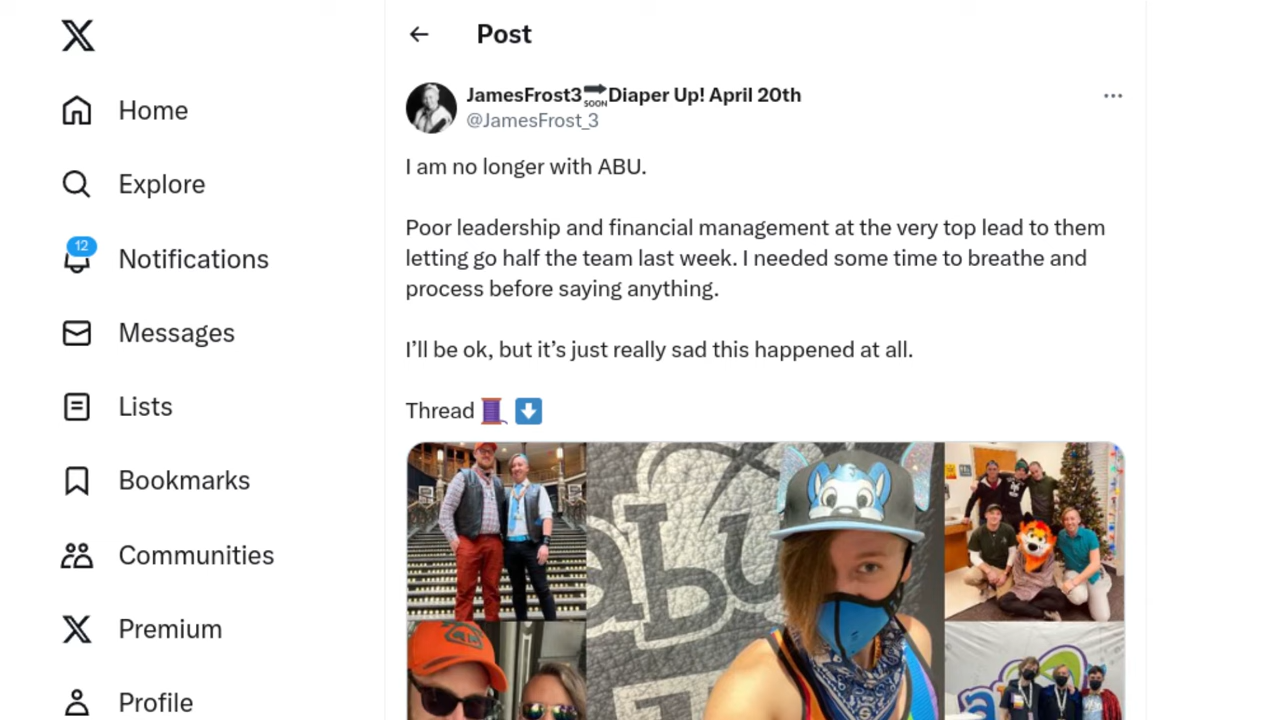 Post
JamesFrost3🔜Diaper Up! April 20th
@JamesFrost_3
Home
Explore
12
Notifications
Messages
Lists
Bookmarks
Communities
Premium
Profile
I am no longer with ABU.
Poor leadership and financial management at the very top lead to them
letting go half the team last week. I needed some time to breathe and
process before saying anything.
I’ll be ok, but it’s just really sad this happened at all.
Thread 🧵 ⬇️
abu